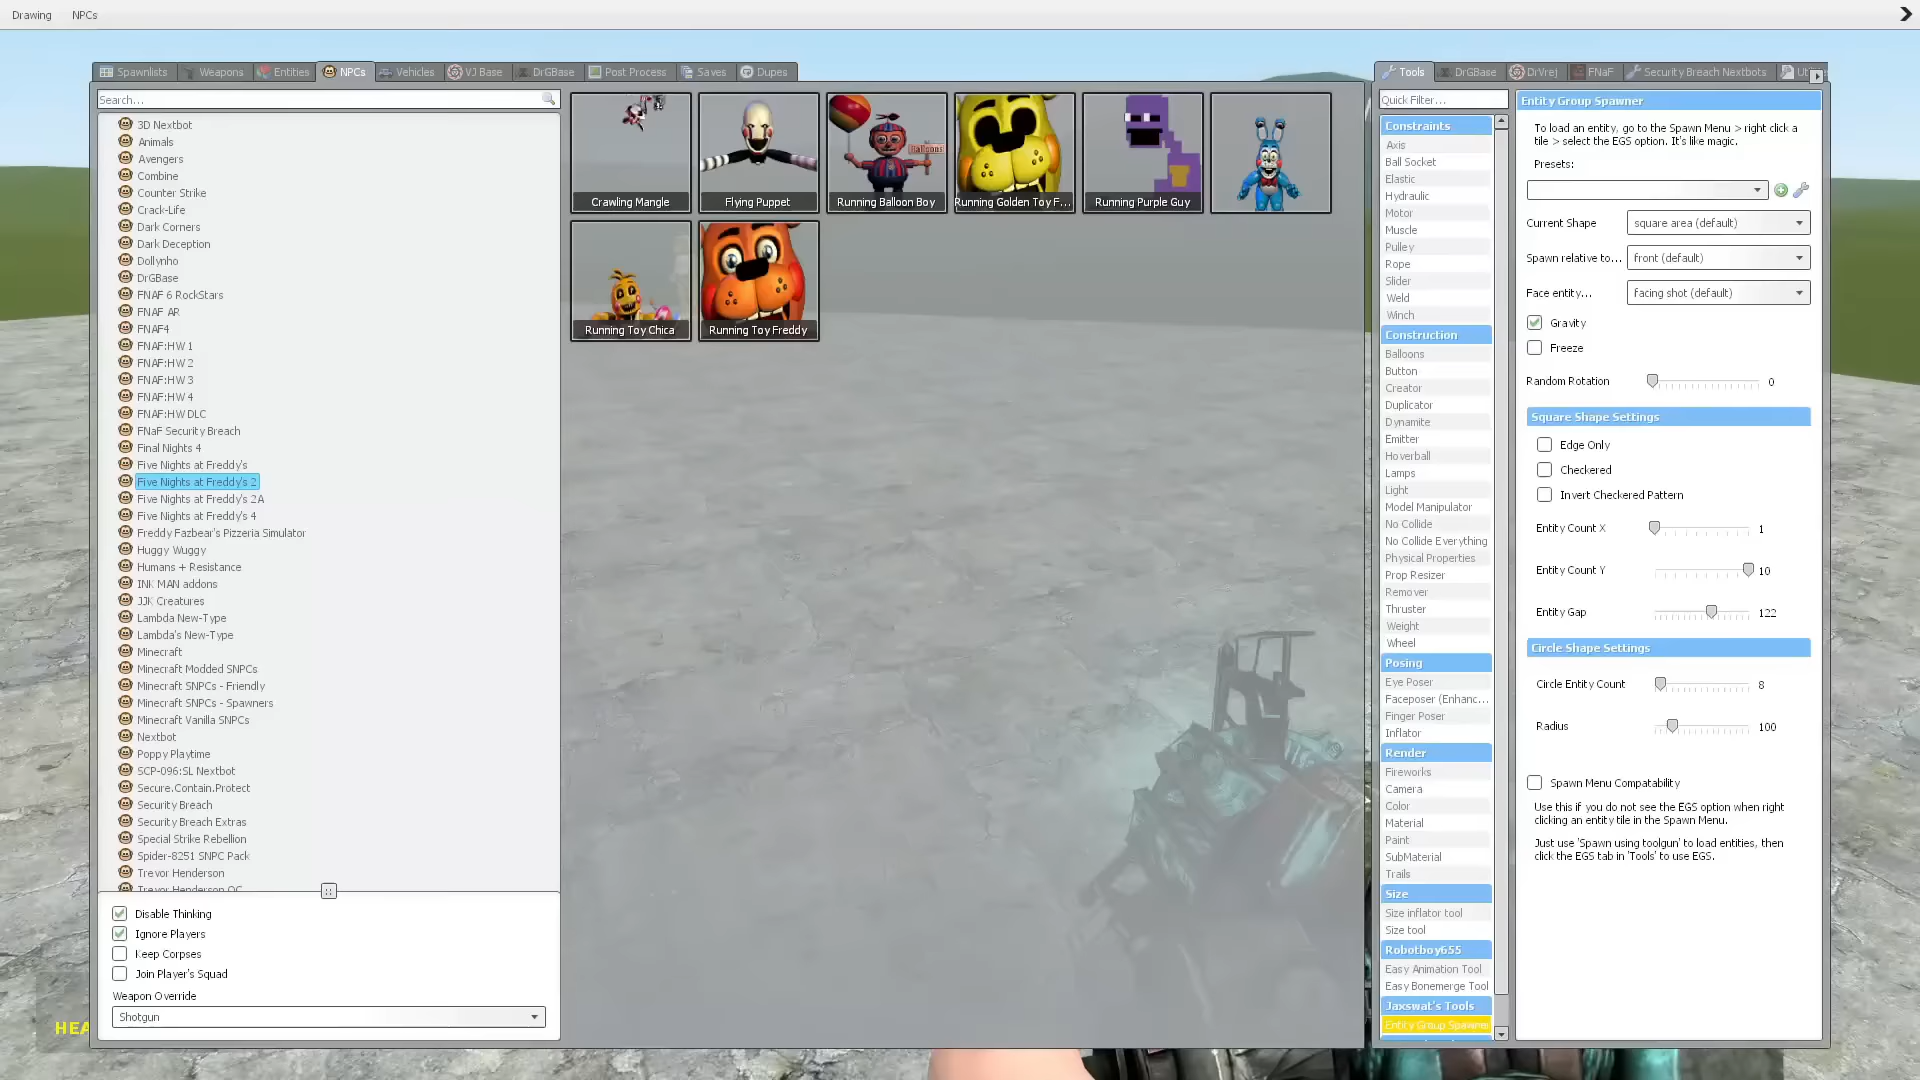 Drawing NPCs
Spawnlists Weapons Entities NPCs Vehicles VJ Base DrGBase Post Process Saves Dupes
Search...
3D Nextbot
Animals
Avengers
Combine
Counter Strike
Crack-Life
Dark Corners
Dark Deception
Dollynho
DrGBase
FNAF 6 RockStars
FNAF AR
FNAF4
FNAF:HW 1
FNAF:HW 2
FNAF:HW 3
FNAF:HW 4
FNAF:HW DLC
FNaF Security Breach
Final Nights 4
Five Nights at Freddy's
Five Nights at Freddy's 2
Five Nights at Freddy's 2A
Five Nights at Freddy's 4
Freddy Fazbear's Pizzeria Simulator
Huggy Wuggy
Humans + Resistance
INK MAN addons
JJK Creatures
Lambda New-Type
Lambda's New-Type
Minecraft
Minecraft Modded SNPCs
Minecraft SNPCs - Friendly
Minecraft SNPCs - Spawners
Minecraft Vanilla SNPCs
Nextbot
Poppy Playtime
SCP-096:SL Nextbot
Secure.Contain.Protect
Security Breach
Security Breach Extras
Special Strike Rebellion
Spider-8251 SNPC Pack
Trevor Henderson
Trevor Henderson OC
Disable Thinking
Ignore Players
Keep Corpses
Join Player's Squad
Weapon Override
Shotgun
HEA
Balloons
Crawling Mangle
Flying Puppet
Running Balloon Boy
Running Golden Toy F...
Running Purple Guy
Running Toy Chica
Running Toy Freddy
Tools DrGBase DrVrej FNaF Security Breach Nextbots
Quick Filter...
Constraints
Axis
Ball Socket
Elastic
Hydraulic
Motor
Muscle
Pulley
Rope
Slider
Weld
Winch
Construction
Balloons
Button
Creator
Duplicator
Dynamite
Emitter
Hoverball
Lamps
Light
Model Manipulator
No Collide
No Collide Everything
Physical Properties
Prop Resizer
Remover
Thruster
Weight
Wheel
Posing
Eye Poser
Faceposer (Enhanc...
Finger Poser
Inflator
Render
Fireworks
Camera
Color
Material
Paint
SubMaterial
Trails
Size
Size inflator tool
Size tool
Robotboy655
Easy Animation Tool
Easy Bonemerge Tool
Jaxswat's Tools
Entity Group Spawner
Entity Group Spawner
To load an entity, go to the Spawn Menu > right click a
tile > select the EGS option. It's like magic.
Presets:
Current Shape square area (default)
Spawn relative to... front (default)
Face entity... facing shot (default)
Gravity
Freeze
Random Rotation 0
Square Shape Settings
Edge Only
Checkered
Invert Checkered Pattern
Entity Count X 1
Entity Count Y 10
Entity Gap 122
Circle Shape Settings
Circle Entity Count 8
Radius 100
Spawn Menu Compatability
Use this if you do not see the EGS option when right
clicking an entity tile in the Spawn Menu.
Just use 'Spawn using toolgun' to load entities, then
click the EGS tab in 'Tools' to use EGS.